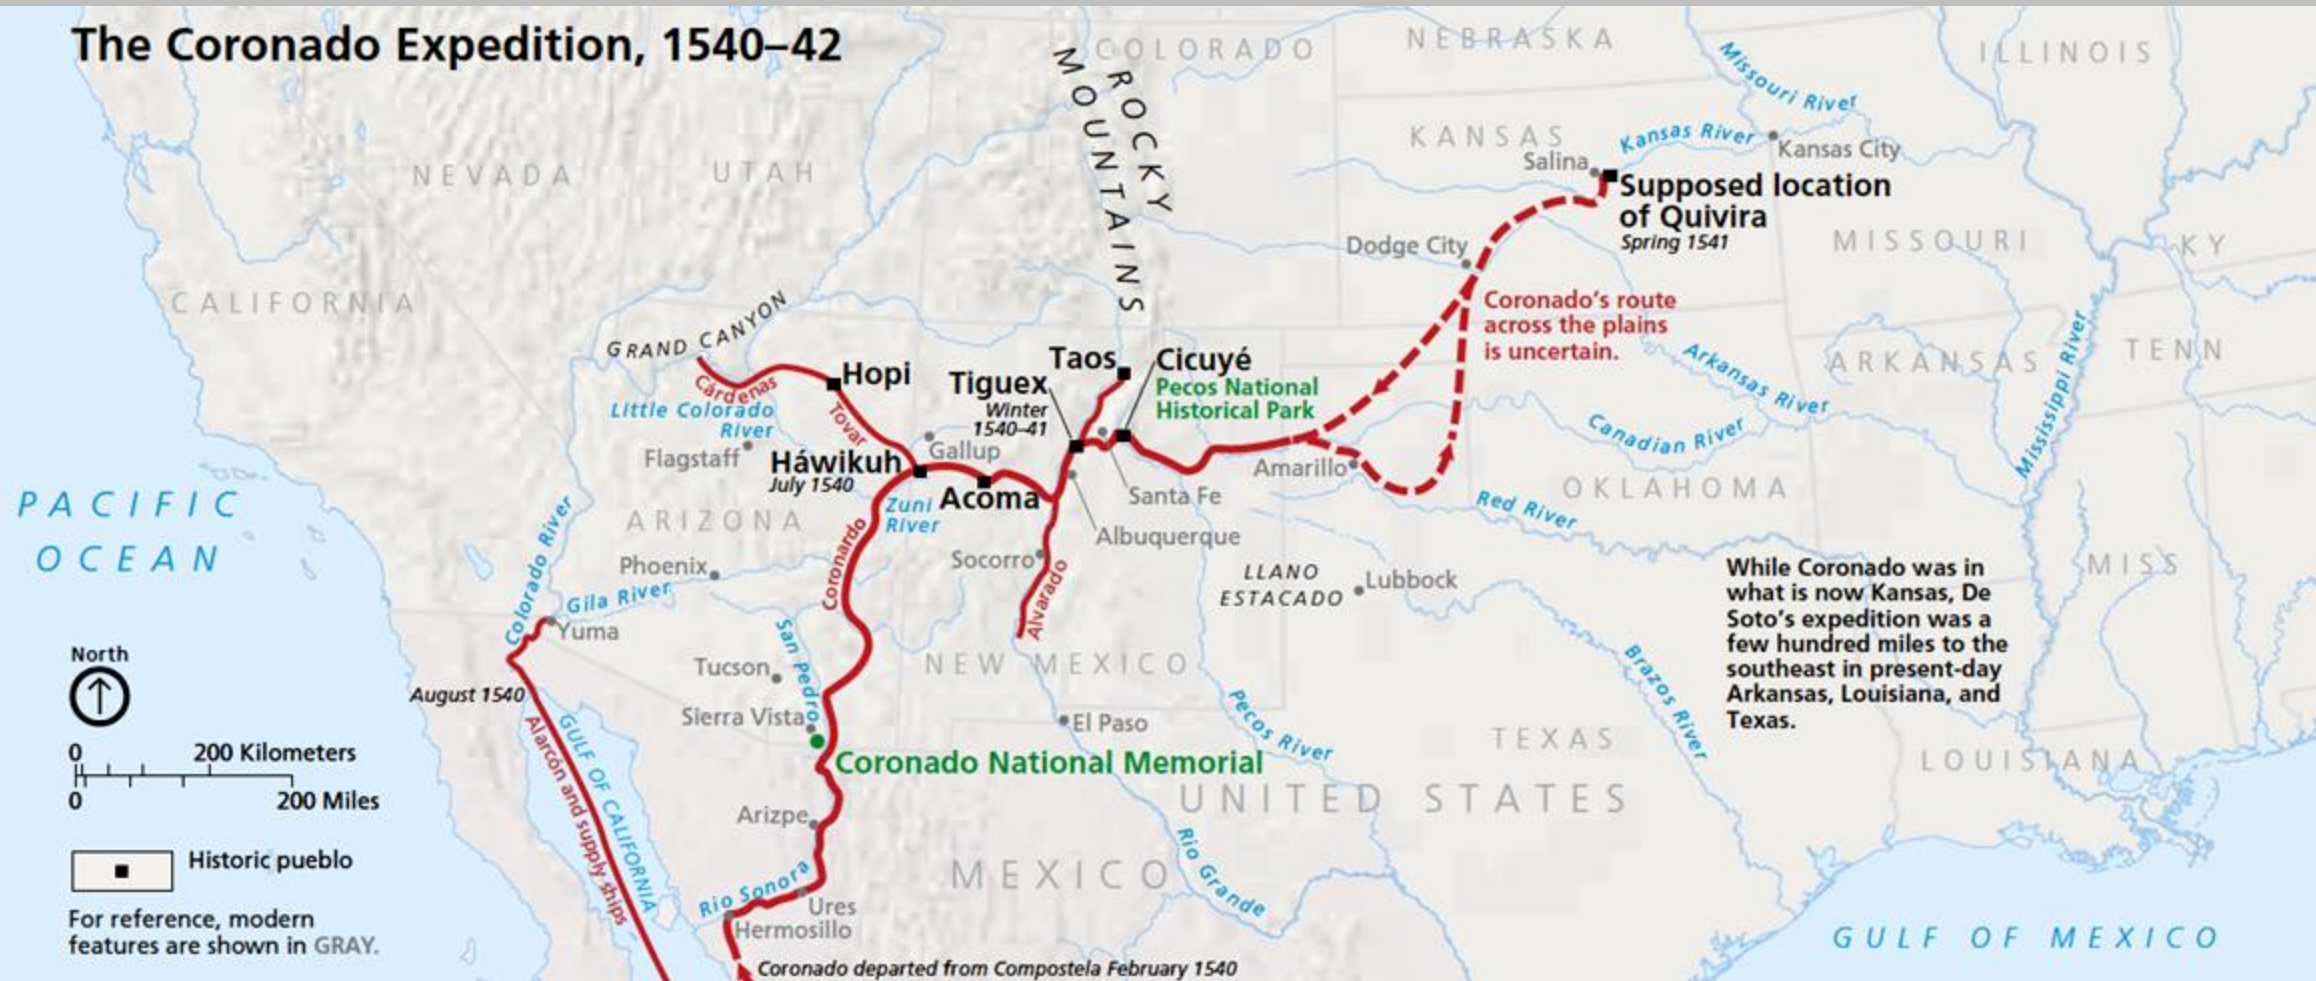 The Coronado Expedition, 1540–42
COLORADO
NEBRASKA
ILLINOIS
ROCKY
MOUNTAINS
Missouri River
NEVADA
UTAH
KANSAS
Kansas River
Kansas City
Salina
Supposed location
of Quivira
Spring 1541
Dodge City
MISSOURI
KY
CALIFORNIA
GRAND CANYON
Coronado's route
across the plains
is uncertain.
Cárdenas
Hopi
Taos
Cicuyé
Pecos National
Historical Park
Tiguex
Winter
1540–41
Little Colorado
River
Tovar
Arkansas River
ARKANSAS
Mississippi River
TENN
Flagstaff
Gallup
Háwikuh
July 1540
Zuni
River
Acoma
Santa Fe
Albuquerque
Amarillo
Canadian River
OKLAHOMA
Red River
PACIFIC
OCEAN
Colorado River
ARIZONA
Coronardo
Phoenix
Gila River
Yuma
Socorro
Alvarado
LLANO
ESTACADO
Lubbock
MISS
While Coronado was in
what is now Kansas, De
Soto's expedition was a
few hundred miles to the
southeast in present-day
Arkansas, Louisiana, and
Texas.
North
August 1540
San Pedro
Tucson
Sierra Vista
NEW MEXICO
El Paso
Pecos River
Brazos River
TEXAS
LOUISIANA
Coronado National Memorial
UNITED STATES
0 200 Kilometers
0 200 Miles
Alarcón and supply ships
GULF OF CALIFORNIA
Arizpe
MEXICO
Rio Grande
Historic pueblo
Rio Sonora
Ures
Hermosillo
For reference, modern
features are shown in GRAY.
GULF OF MEXICO
Coronado departed from Compostela February 1540